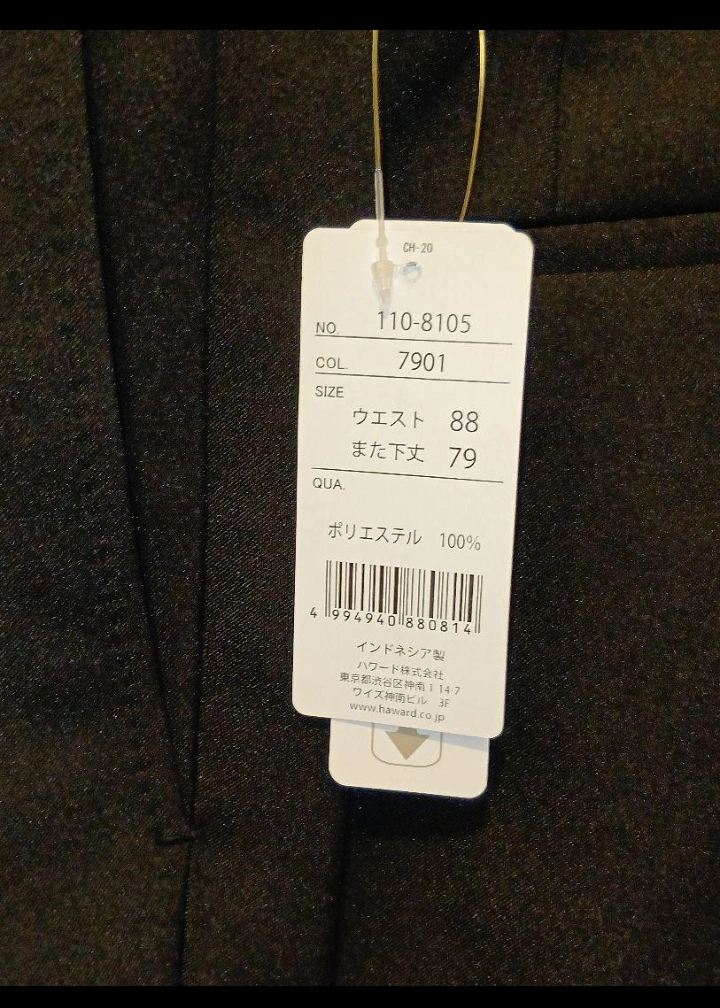 CH-20
NO. 110-8105
COL. 7901
SIZE
ウエスト 88
また下丈 79
QUA.
ポリエステル 100%
4 994940 880814
インドネシア製
ハワード株式会社
東京都渋谷区神南1-14-7
ワイズ神南ビル 3F
www.haward.co.jp